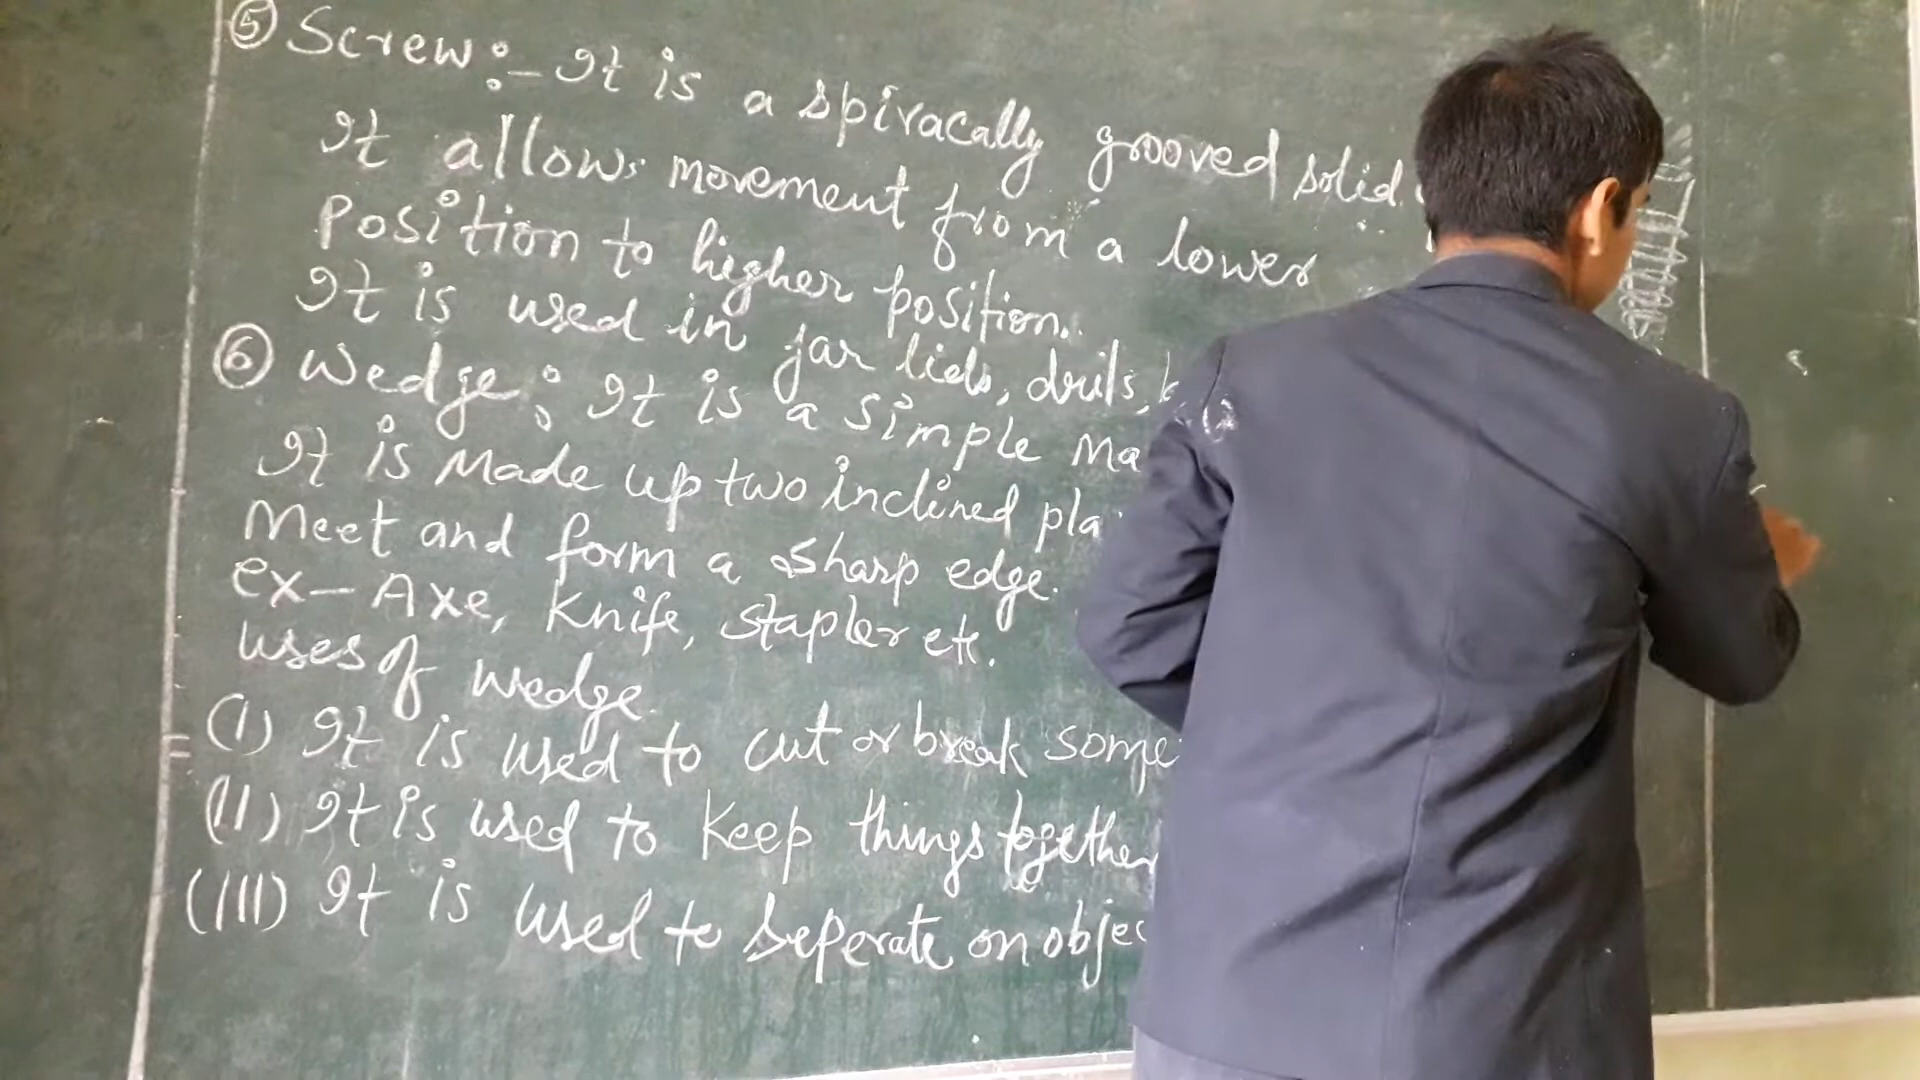 ⑤ Screw:- It is a spiracally grooved solid
It allows movement from a lower
position to higher position.
It is used in jar lids, drils,
⑥ Wedge: It is a simple ma
It is Made up two inclined pla
Meet and form a sharp edge.
ex- Axe, Knife, stapler etc.
uses of wedge.
(I) It is used to cut or break some
(II) It is used to Keep things together
(III) It is used to seperate on objec